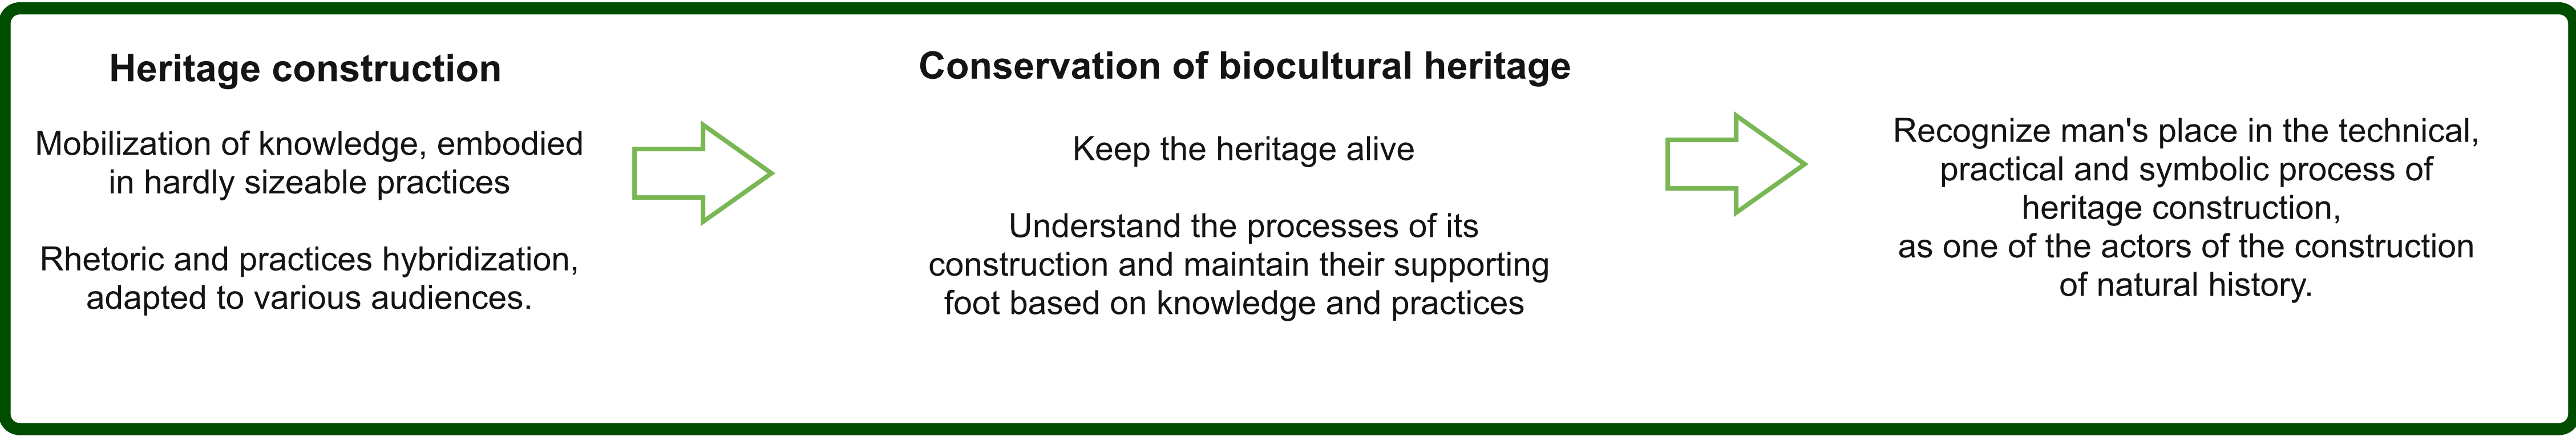 Heritage construction
Mobilization of knowledge, embodied
in hardly sizeable practices
Rhetoric and practices hybridization,
adapted to various audiences.
Conservation of biocultural heritage
Keep the heritage alive
Understand the processes of its
construction and maintain their supporting
foot based on knowledge and practices
Recognize man's place in the technical,
practical and symbolic process of
heritage construction,
as one of the actors of the construction
of natural history.